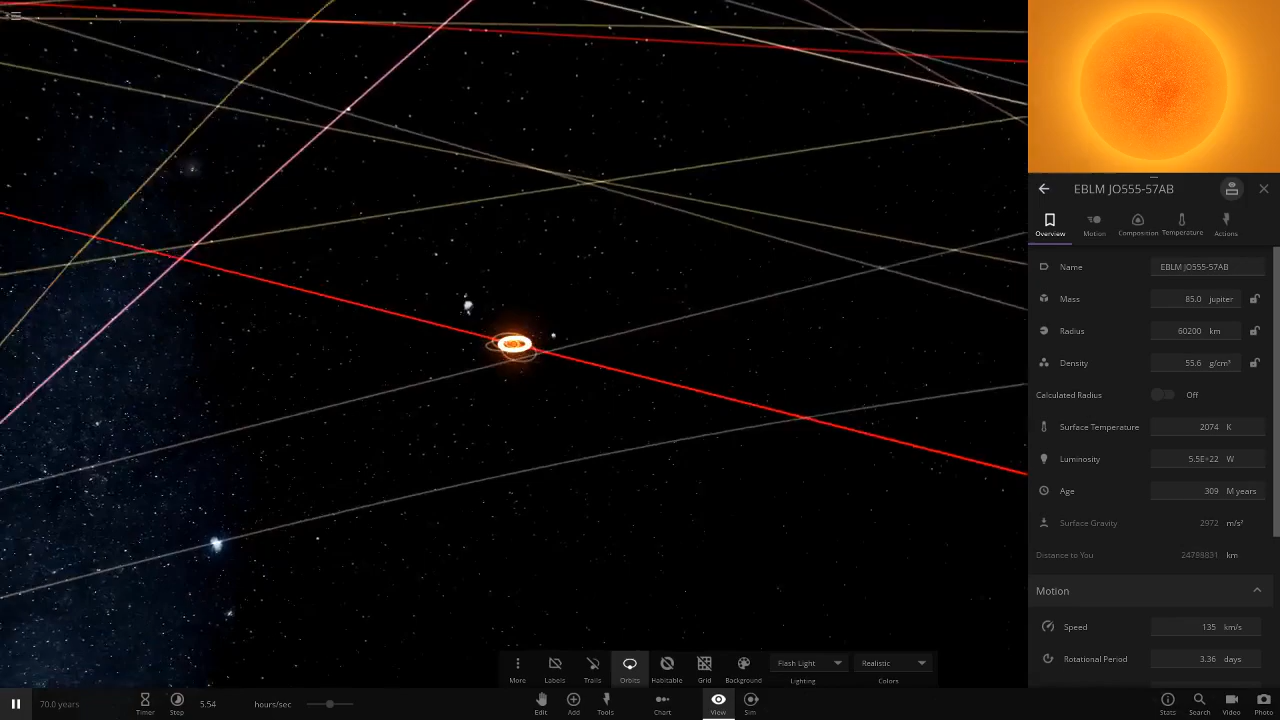 EBLM JO555-57AB
Overview
Motion
Composition
Temperature
Actions
Name EBLM JO555-57AB
Mass 85.0 jupiter
Radius 60200 km
Density 55.6 g/cm³
Calculated Radius Off
Surface Temperature 2074 K
Luminosity 5.5E+22 W
Age 309 M years
Surface Gravity 2972 m/s²
Distance to You 24798831 km
Motion
Speed 135 km/s
Rotational Period 3.36 days
More
Labels
Trails
Orbits
Habitable
Grid
Background
Flash Light
Lighting
Realistic
Colors
70.0 years
Timer
Step
5.54 hours/sec
Edit
Add
Tools
Chart
View
Sim
Stats
Search
Video
Photo